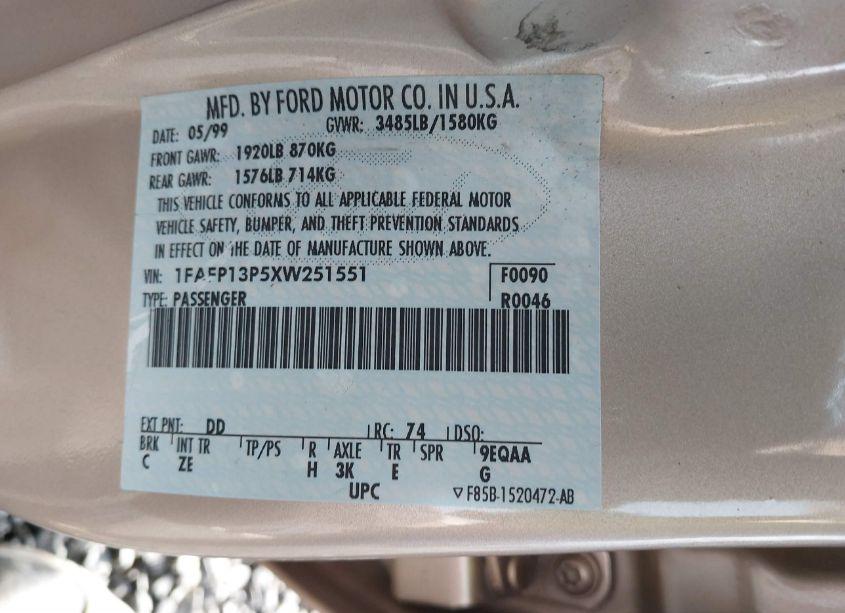 MFD. BY FORD MOTOR CO. IN U.S.A.
DATE: 05/99 GVWR: 3485LB/1580KG
FRONT GAWR: 1920LB 870KG
REAR GAWR: 1576LB 714KG
THIS VEHICLE CONFORMS TO ALL APPLICABLE FEDERAL MOTOR
VEHICLE SAFETY, BUMPER, AND THEFT PREVENTION STANDARDS
IN EFFECT ON THE DATE OF MANUFACTURE SHOWN ABOVE.
VIN: 1FAFP13P5XW251551 F0090
TYPE: PASSENGER R0046
EXT PNT: DD RC: 74 DSO:
BRK INT TR TP/PS R AXLE TR SPR 9EQAA
C ZE H 3K E G
UPC ▽F85B-1520472-AB